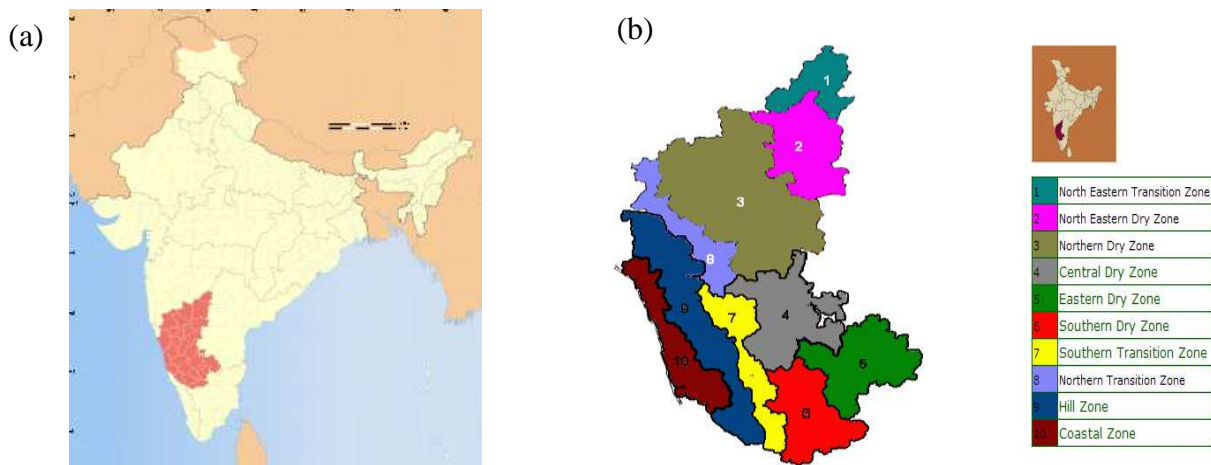 (a)
(b)
1
2
3
8
7
4
9
5
10
6
1 North Eastern Transition Zone
2 North Eastern Dry Zone
3 Northern Dry Zone
4 Central Dry Zone
5 Eastern Dry Zone
6 Southern Dry Zone
7 Southern Transition Zone
8 Northern Transition Zone
9 Hill Zone
10 Coastal Zone